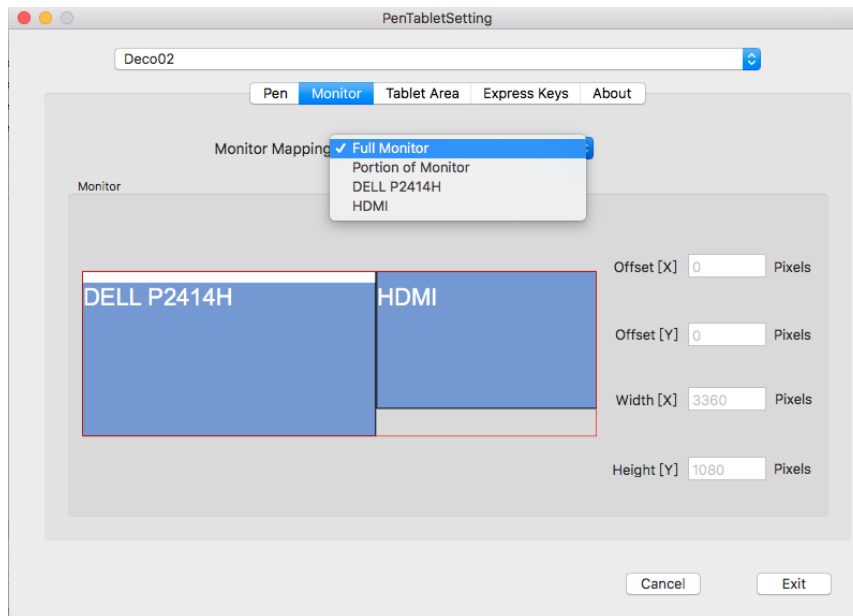 PenTabletSetting
Deco02
Pen Monitor Tablet Area Express Keys About
Monitor Mapping ✓ Full Monitor
Portion of Monitor
DELL P2414H
HDMI
Monitor
DELL P2414H HDMI
Offset [X] 0 Pixels
Offset [Y] 0 Pixels
Width [X] 3360 Pixels
Height [Y] 1080 Pixels
Cancel Exit